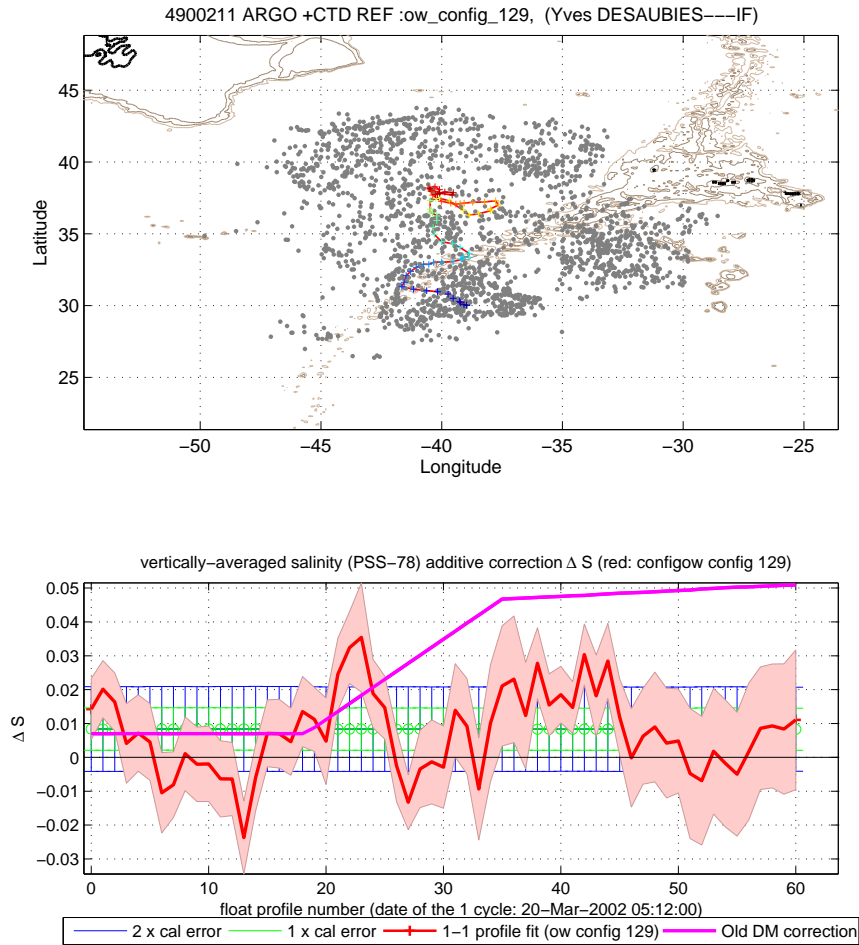 4900211 ARGO +CTD REF :ow_config_129, (Yves DESAUBIES−−−IF)
45
40
35
30
25
Latitude
−50
−45
−40
−35
−30
−25
Longitude
vertically−averaged salinity (PSS−78) additive correction Δ S (red: configow config 129)
0.05
0.04
0.03
0.02
0.01
0
−0.01
−0.02
−0.03
Δ S
0
10
20
30
40
50
60
float profile number (date of the 1 cycle: 20−Mar−2002 05:12:00)
2 x cal error
1 x cal error
1−1 profile fit (ow config 129)
Old DM correction